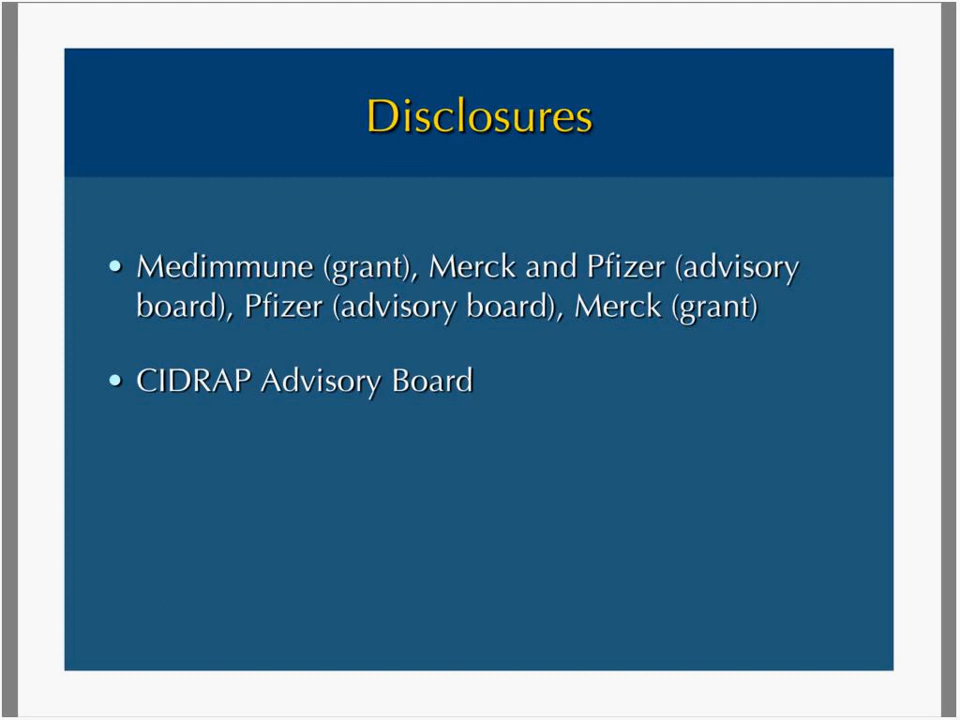 Disclosures
• Medimmune (grant), Merck and Pfizer (advisory
board), Pfizer (advisory board), Merck (grant)
• CIDRAP Advisory Board